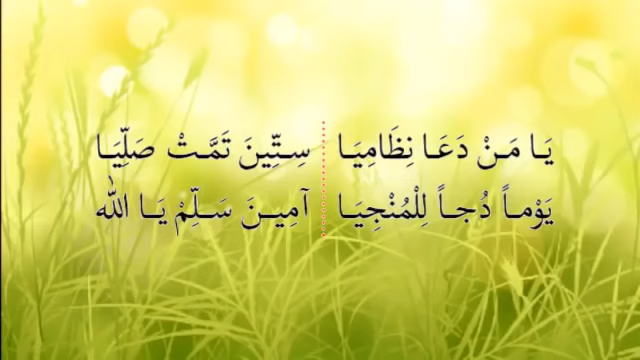 يَا مَنْ دَعَا نِظَامِيَا سِتِّينَ تَمَّتْ صَلِّيَا
يَوْماً دُجاً لِلْمُنْجِيَا آمِينَ سَلِّمْ يَا الله